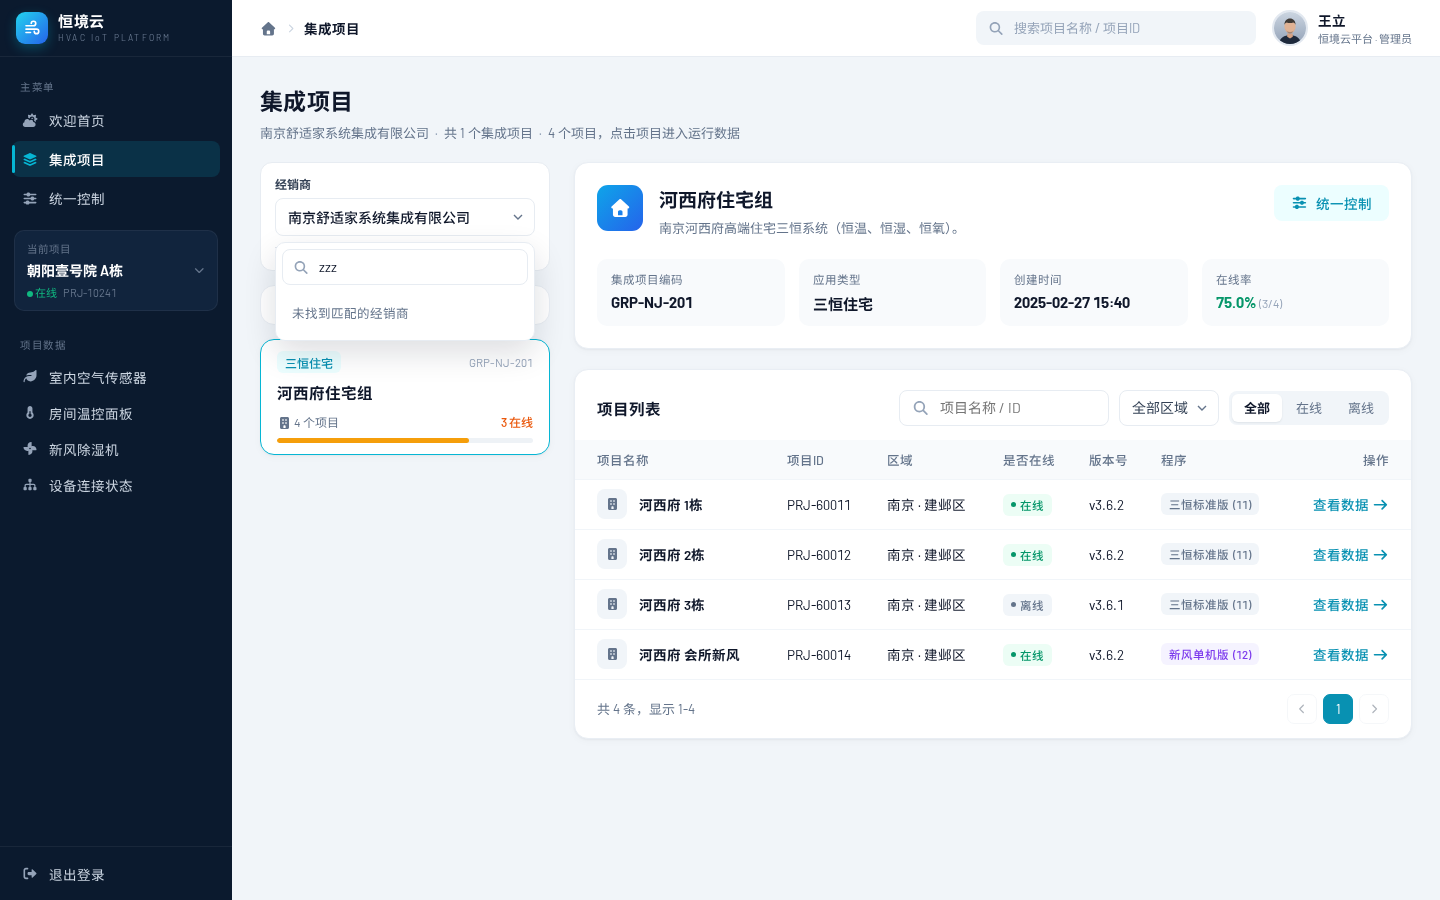 恒境云
HVAC IoT PLATFORM
主菜单
欢迎首页
集成项目
统一控制
当前项目
朝阳壹号院 A栋
在线 PRJ-10241
项目数据
室内空气传感器
房间温控面板
新风除湿机
设备连接状态
退出登录
集成项目
搜索项目名称 / 项目ID
王立
恒境云平台 · 管理员
集成项目
南京舒适家系统集成有限公司 · 共 1 个集成项目 · 4 个项目，点击项目进入运行数据
经销商
南京舒适家系统集成有限公司
zzz
未找到匹配的经销商
三恒住宅 GRP-NJ-201
河西府住宅组
4 个项目 3 在线
河西府住宅组
南京河西府高端住宅三恒系统（恒温、恒湿、恒氧）。
统一控制
集成项目编码
GRP-NJ-201
应用类型
三恒住宅
创建时间
2025-02-27 15:40
在线率
75.0% (3/4)
项目列表
项目名称 / ID
全部区域
全部 在线 离线
项目名称 项目ID 区域 是否在线 版本号 程序 操作
河西府 1栋 PRJ-60011 南京 · 建邺区 在线 v3.6.2 三恒标准版 (11) 查看数据
河西府 2栋 PRJ-60012 南京 · 建邺区 在线 v3.6.2 三恒标准版 (11) 查看数据
河西府 3栋 PRJ-60013 南京 · 建邺区 离线 v3.6.1 三恒标准版 (11) 查看数据
河西府 会所新风 PRJ-60014 南京 · 建邺区 在线 v3.6.2 新风单机版 (12) 查看数据
共 4 条，显示 1-4
1